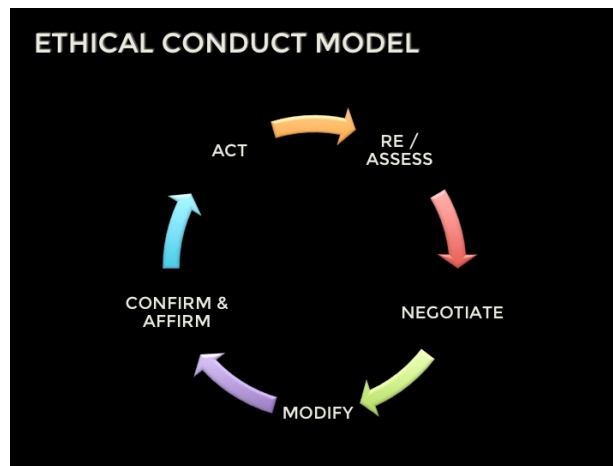 ETHICAL CONDUCT MODEL
ACT
RE /
ASSESS
NEGOTIATE
MODIFY
CONFIRM &
AFFIRM